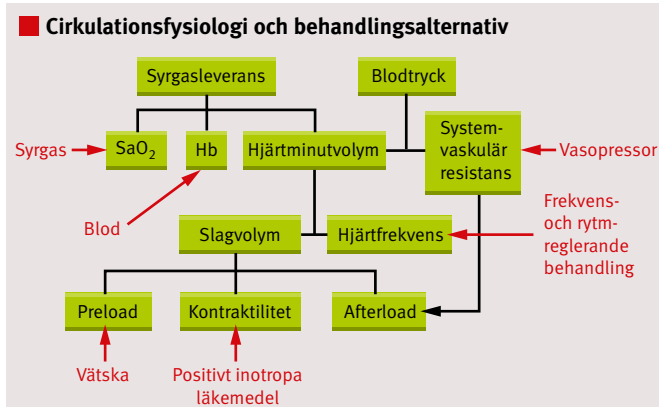 Cirkulationsfysiologi och behandlingsalternativ
Syrgasleverans
Blodtryck
Syrgas
SaO₂
Hb
Hjärtminutvolym
System-
vaskulär
resistans
Vasopressor
Blod
Slagvolym
Hjärtfrekvens
Frekvens-
och rytm-
reglerande
behandling
Preload
Kontraktilitet
Afterload
Vätska
Positivt inotropa
läkemedel